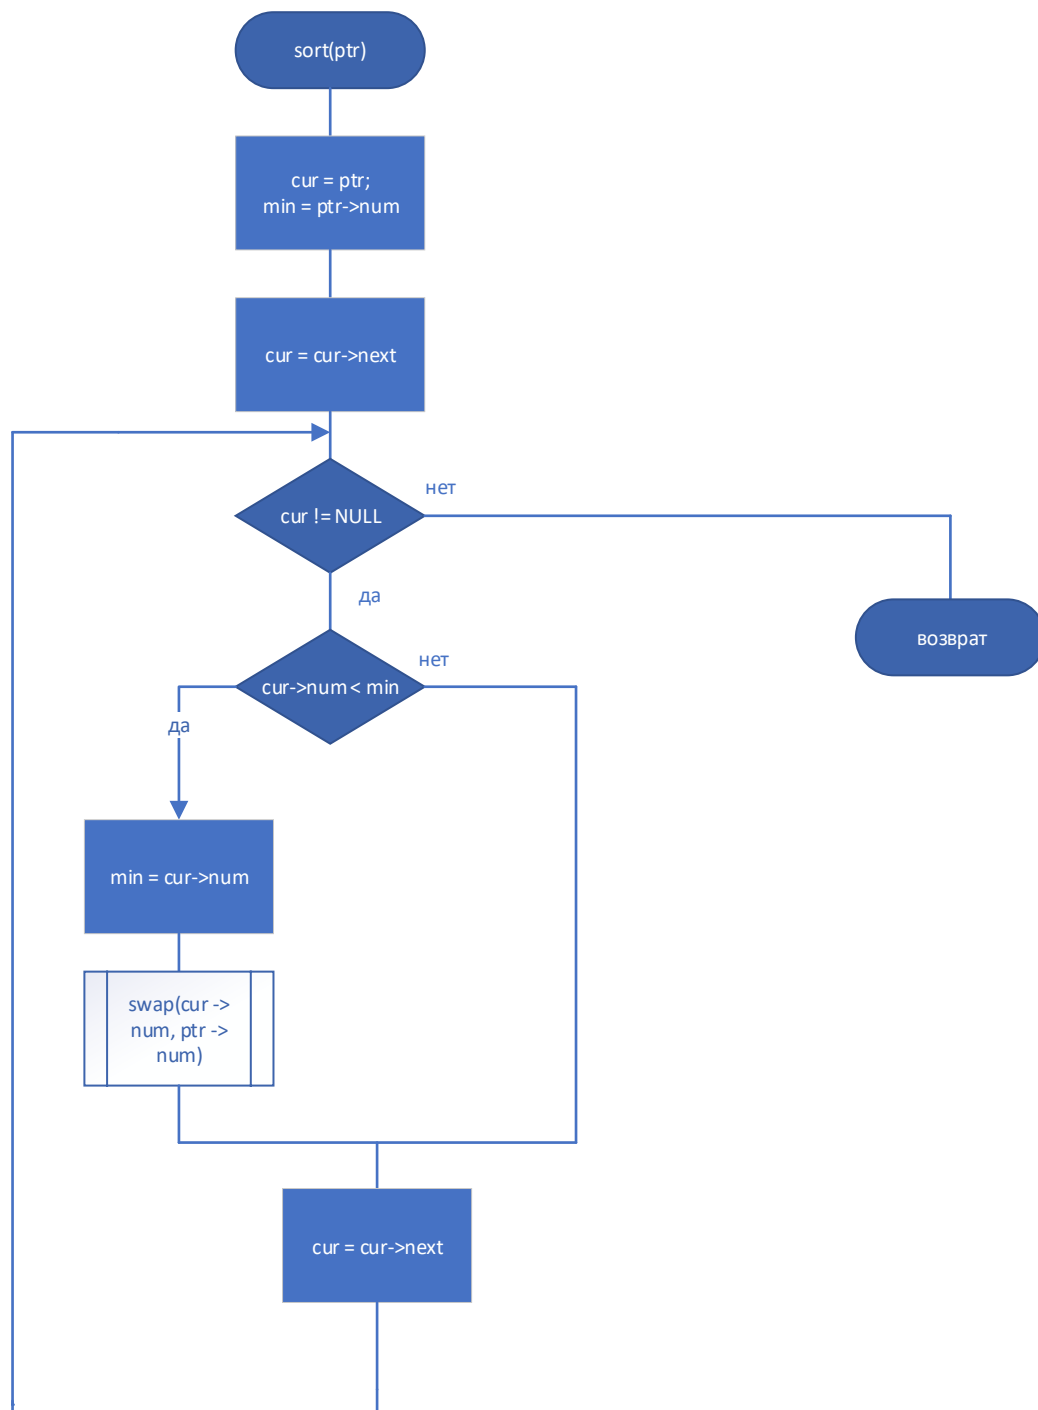 sort(ptr)
cur = ptr;
min = ptr->num
cur = cur->next
cur != NULL
нет
да
возврат
cur->num < min
нет
да
min = cur->num
swap(cur ->
num, ptr ->
num)
cur = cur->next